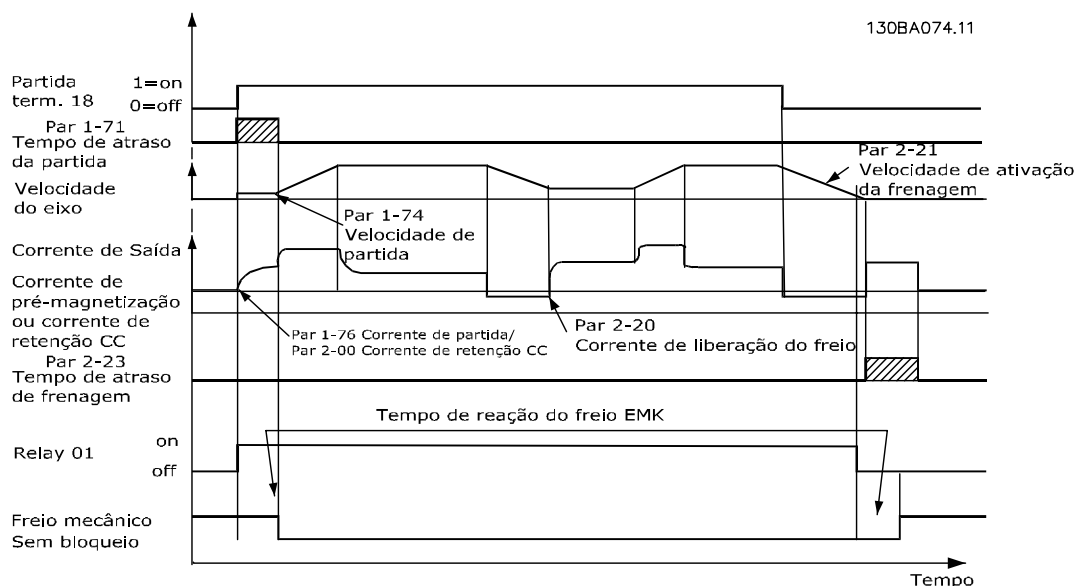 130BA074.11
Partida
term. 18
1=on
0=off
Par 1-71
Tempo de atraso
da partida
Par 2-21
Velocidade de ativação
da frenagem
Velocidade
do eixo
Par 1-74
Velocidade de
partida
Corrente de Saída
Corrente de
pré-magnetização
ou corrente de
retenção CC
Par 1-76 Corrente de partida/
Par 2-00 Corrente de retenção CC
Par 2-20
Corrente de liberação do freio
Par 2-23
Tempo de atraso
de frenagem
Tempo de reação do freio EMK
Relay 01
on
off
Freio mecânico
Sem bloqueio
Tempo